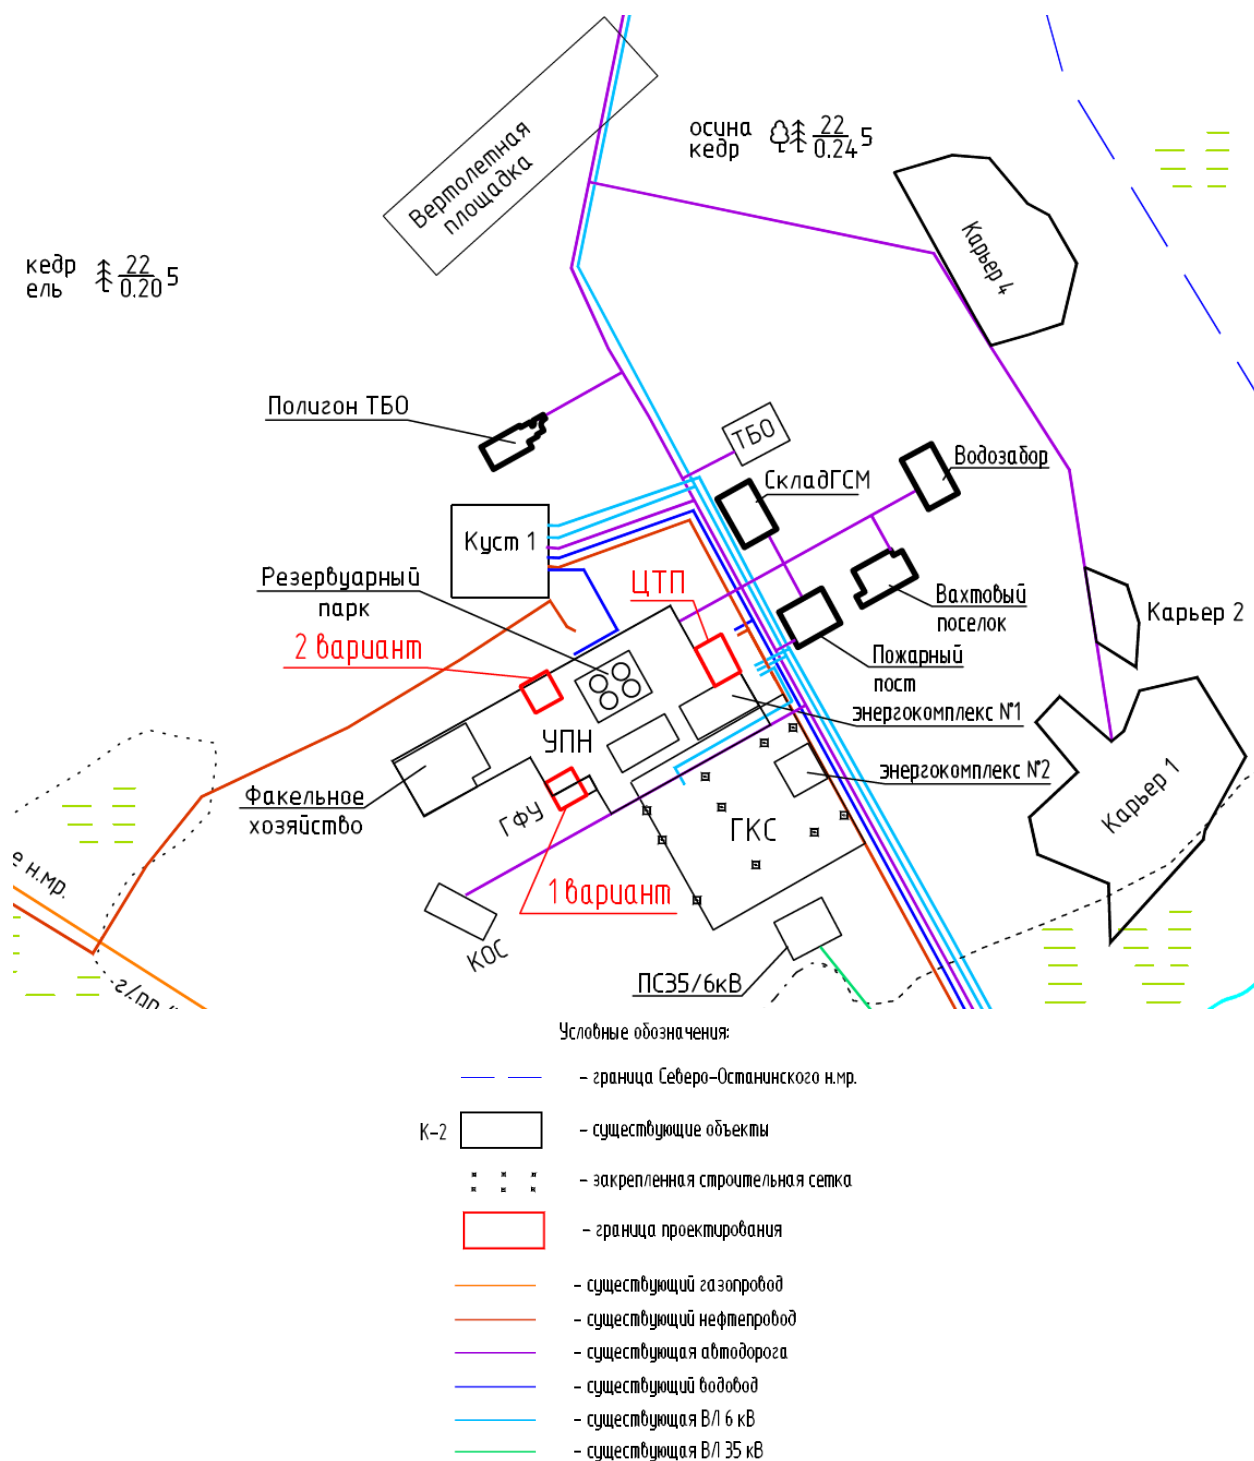 Вертолетная
площадка
осина
кедр
22
0.24
5
кедр
ель
22
0.20
5
Карьер 4
Полигон ТБО
ТБО
Водозабор
СкладГСМ
Куст 1
Резервуарный
парк
ЦТП
Вахтовый
поселок
Карьер 2
2 вариант
Пожарный
пост
энергокомплекс №1
УПН
энергокомплекс №2
Факельное
хозяйство
ГФУ
ГКС
Карьер 1
е н.мр.
1 вариант
КОС
ПС35/6кВ
Условные обозначения:
- граница Северо-Останинского н.мр.
К-2
- существующие объекты
- закрепленная строительная сетка
- граница проектирования
- существующий газопровод
- существующий нефтепровод
- существующая автодорога
- существующий водовод
- существующая ВЛ 6 кВ
- существующая ВЛ 35 кВ